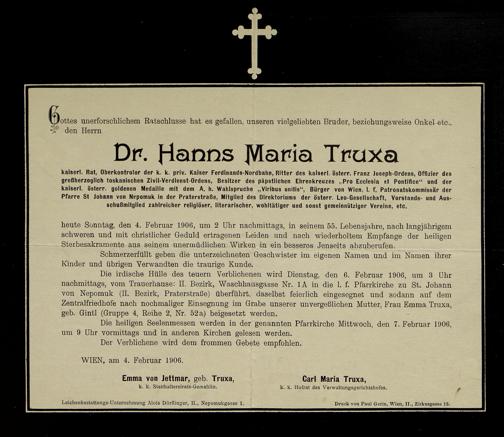 Gottes unerforschlichem Ratschlusse hat es gefallen, unseren vielgeliebten Bruder, beziehungsweise Onkel etc.,
den Herrn
Dr. Hanns Maria Truxa
kaiserl. Rat, Oberkontrolor der k. k. priv. Kaiser Ferdinands-Nordbahn, Ritter des kaiserl. österr. Franz Joseph-Ordens, Offizier des
großherzoglich toskanischen Zivil-Verdienst-Ordens, Besitzer des päpstlichen Ehrenkreuzes „Pro Ecclesia et Pontifice" und der
kaiserl. österr. goldenen Medaille mit dem A. h. Wahlspruche „Viribus unitis", Bürger von Wien, l. f. Patronatskommissär der
Pfarre St Johann von Nepomuk in der Praterstraße, Mitglied des Direktoriums der österr. Leo-Gesellschaft, Vorstands- und Aus-
schußmitglied zahlreicher religiöser, literarischer, wohltätiger und sonst gemeinnütziger Vereine, etc.
heute Sonntag, den 4. Februar 1906, um 2 Uhr nachmittags, in seinem 55. Lebensjahre, nach langjährigem
schweren und mit christlicher Geduld ertragenen Leiden und nach wiederholtem Empfange der heiligen
Sterbesakramente aus seinem unermüdlichen Wirken in ein besseres Jenseits abzuberufen.
Schmerzerfüllt geben die unterzeichneten Geschwister im eigenen Namen und im Namen ihrer
Kinder und übrigen Verwandten die traurige Kunde.
Die irdische Hülle des teuren Verblichenen wird Dienstag, den 6. Februar 1906, um 3 Uhr
nachmittags, vom Trauerhause: II. Bezirk, Waschhausgasse Nr. 1A in die l. f. Pfarrkirche zu St. Johann
von Nepomuk (II. Bezirk, Praterstraße) überführt, daselbst feierlich eingesegnet und sodann auf dem
Zentralfriedhofe nach nochmaliger Einsegnung im Grabe unserer unvergeßlichen Mutter, Frau Emma Truxa,
geb. Gintl (Gruppe 4, Reihe 2, Nr. 52a) beigesetzt werden.
Die heiligen Seelenmessen werden in der genannten Pfarrkirche Mittwoch, den 7. Februar 1906,
um 9 Uhr vormittags und in anderen Kirchen gelesen werden.
Der Verblichene wird dem frommen Gebete empfohlen.
WIEN, am 4. Februar 1906.
Emma von Jettmar, geb. Truxa,
k. k. Statthaltereirats-Gemahlin.
Carl Maria Truxa,
k. k. Hofrat des Verwaltungsgerichtshofes.
Leichenbestattungs-Unternehmung Alois Dörflinger, II., Nepomukgasse 1.
Druck von Paul Gerin, Wien, II., Zirkusgasse 13.